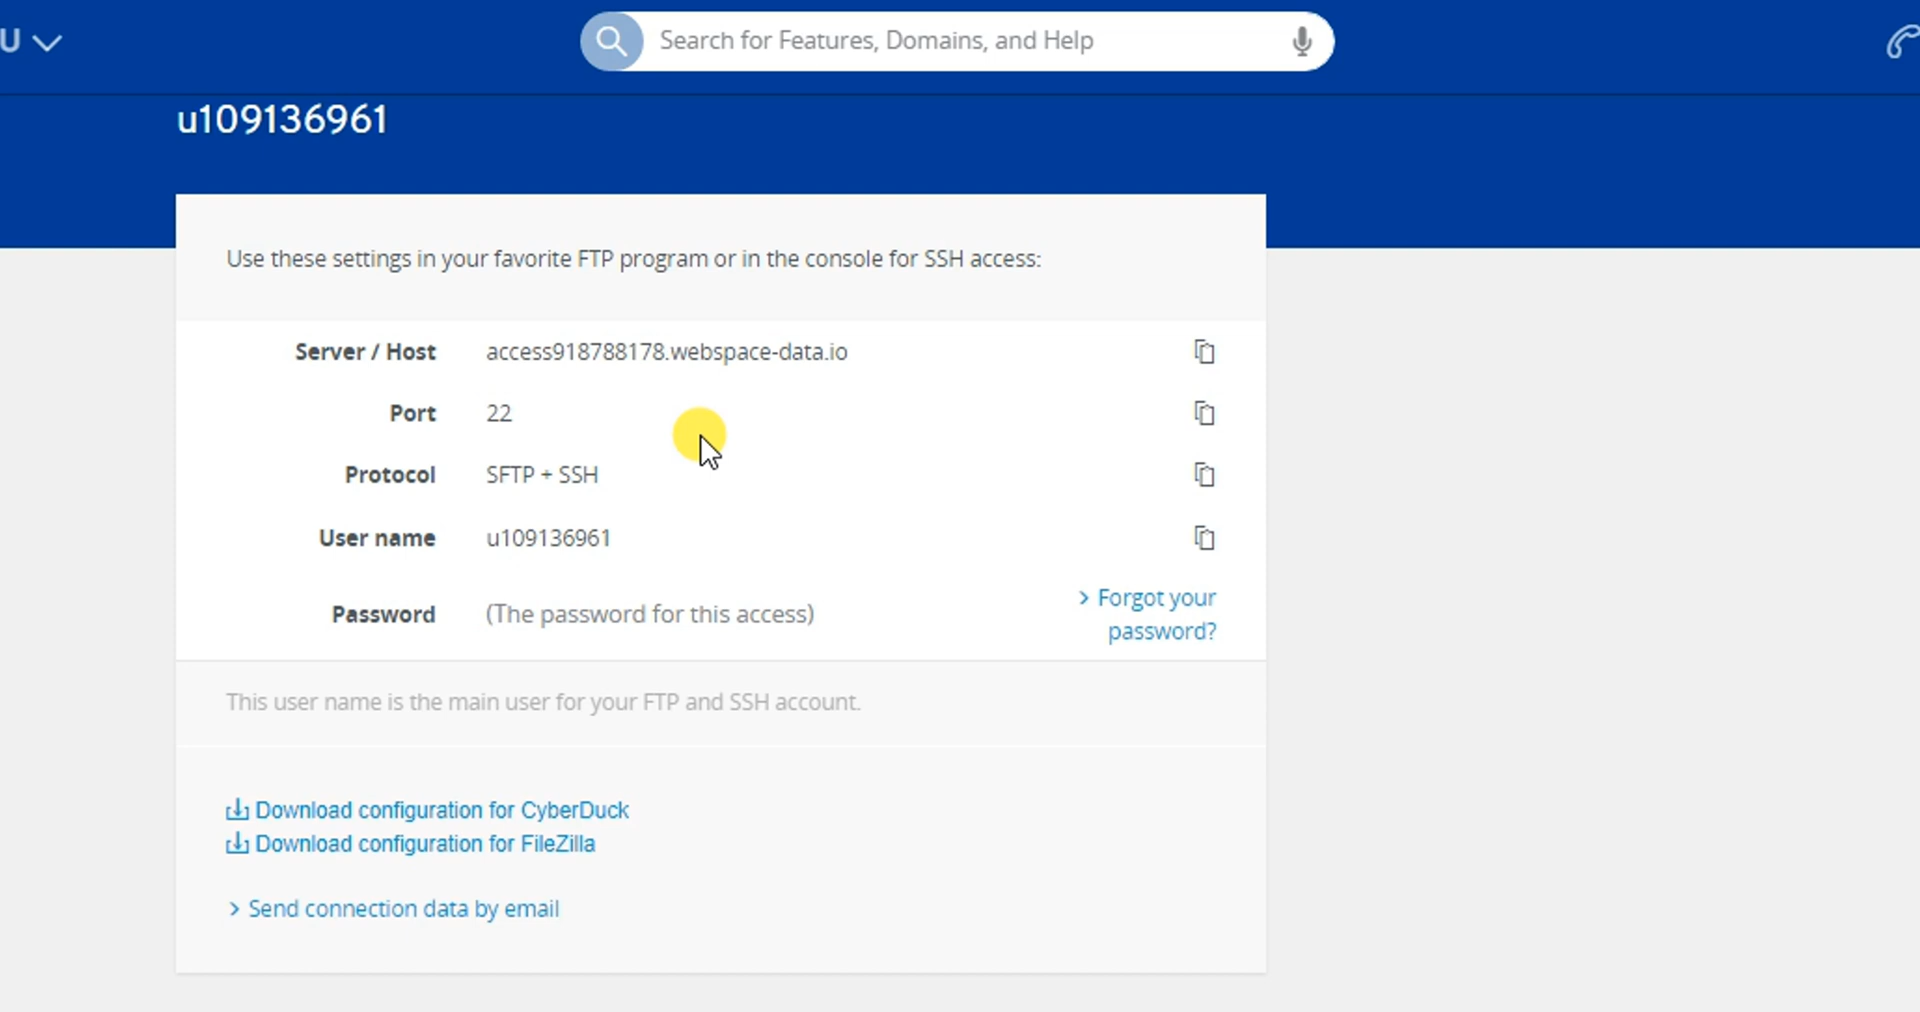 U
Search for Features, Domains, and Help
u109136961
Use these settings in your favorite FTP program or in the console for SSH access:
Server / Host access918788178.webspace-data.io
Port 22
Protocol SFTP + SSH
User name u109136961
Password (The password for this access)
> Forgot your
password?
This user name is the main user for your FTP and SSH account.
Download configuration for CyberDuck
Download configuration for FileZilla
> Send connection data by email